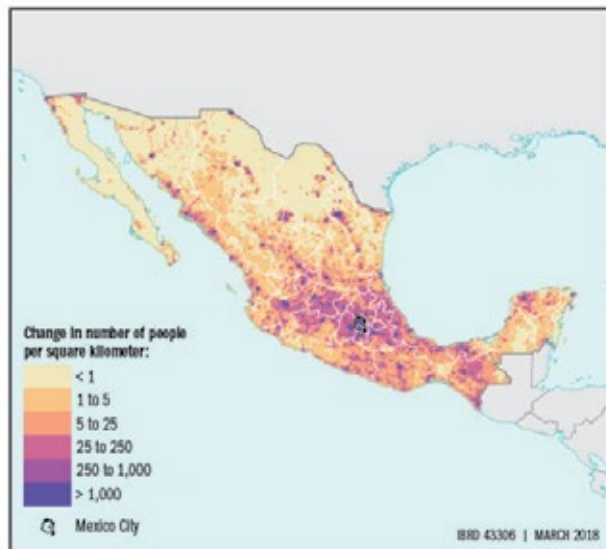 Change in number of people
per square kilometer:
< 1
1 to 5
5 to 25
25 to 250
250 to 1,000
> 1,000
Mexico City
IBRD 43306 | MARCH 2018